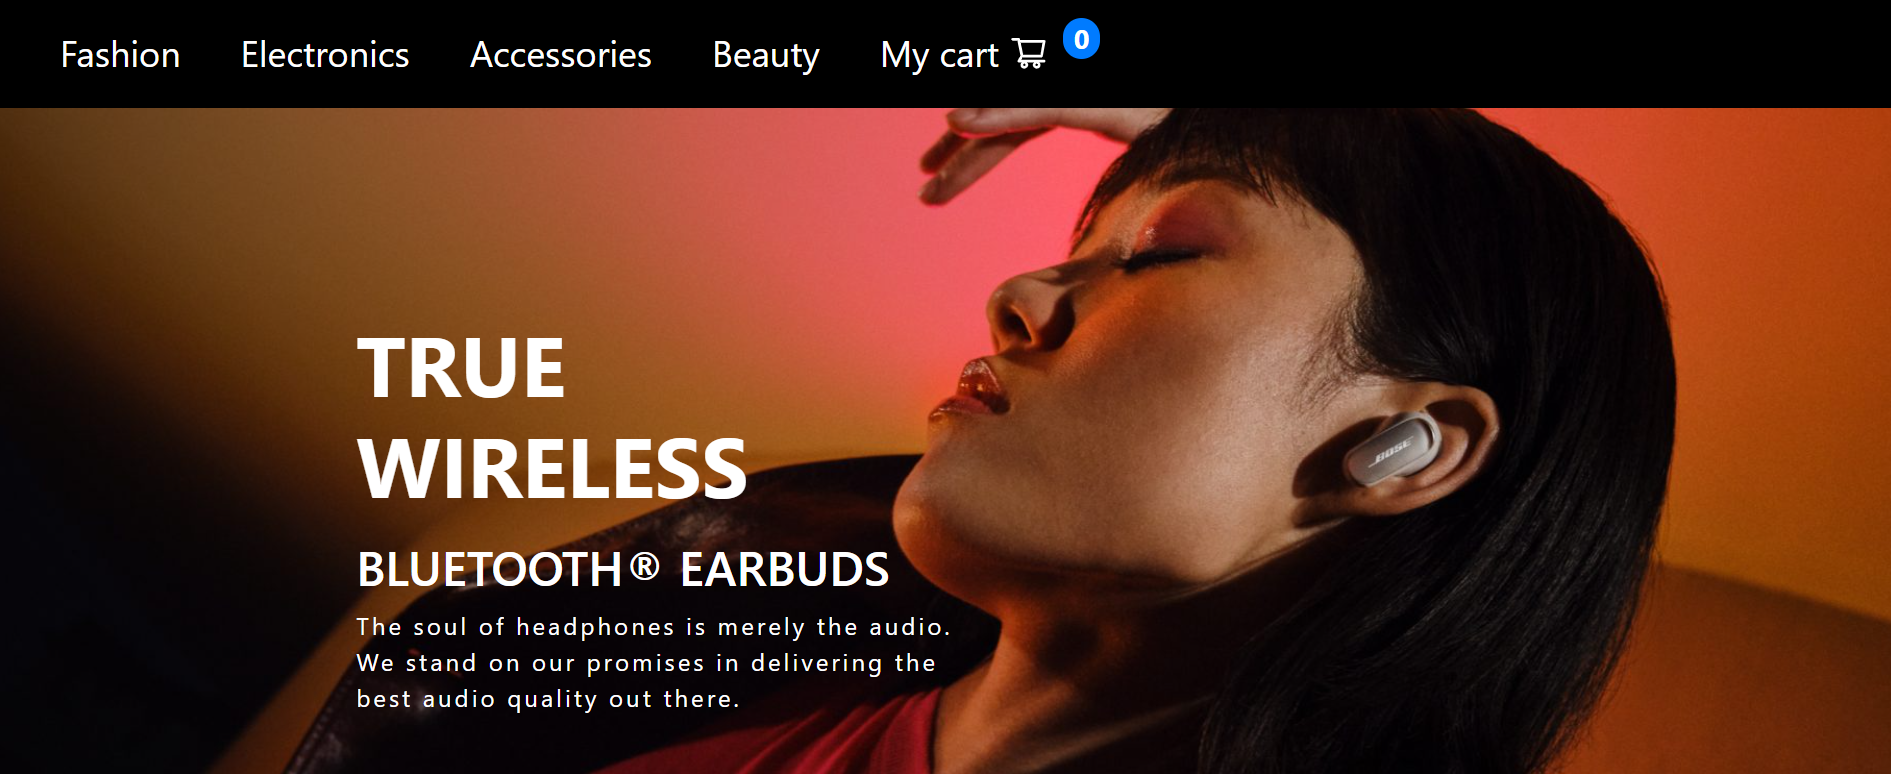 Fashion Electronics Accessories Beauty My cart 0
TRUE
WIRELESS
BOSE
BLUETOOTH® EARBUDS
The soul of headphones is merely the audio.
We stand on our promises in delivering the
best audio quality out there.